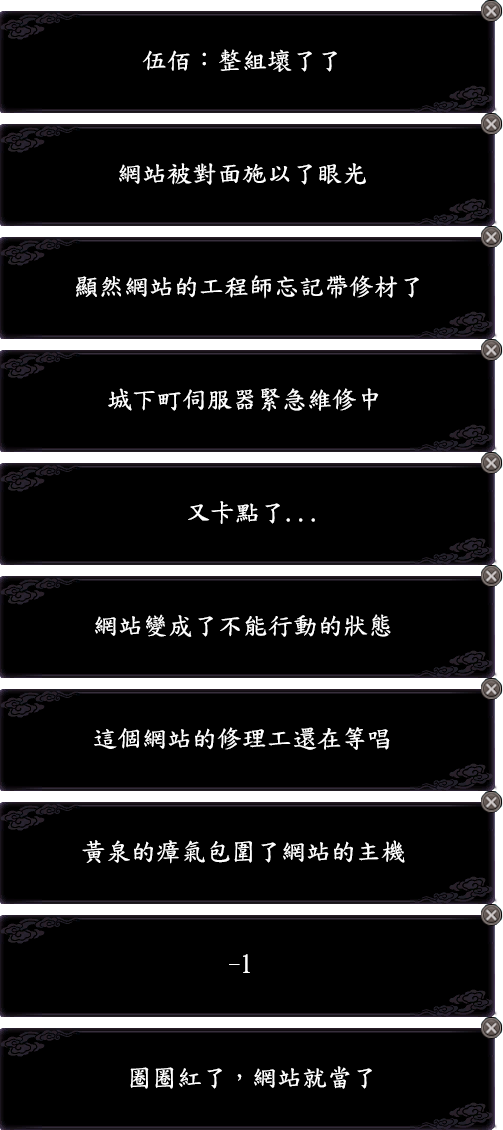 伍佰：整組壞了了
網站被對面施以了眼光
顯然網站的工程師忘記帶修材了
城下町伺服器緊急維修中
又卡點了...
網站變成了不能行動的狀態
這個網站的修理工還在等唱
黃泉的瘴氣包圍了網站的主機
-1
圈圈紅了，網站就當了